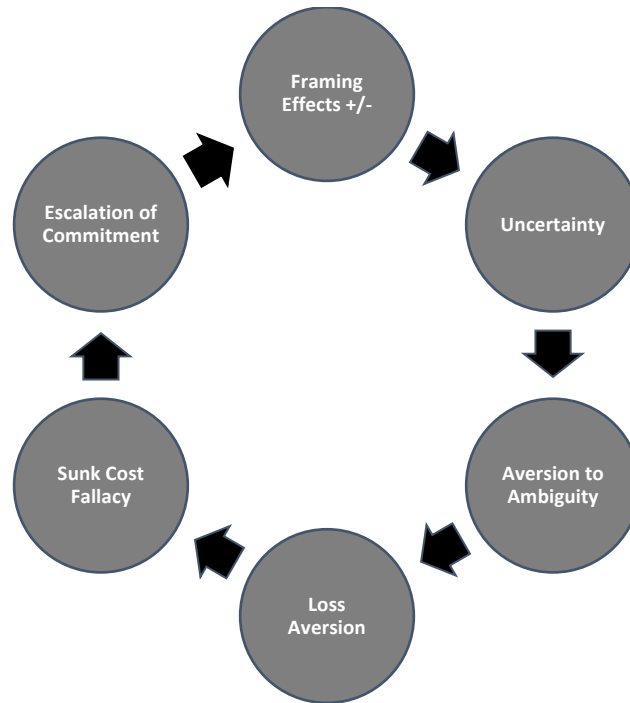 Framing
Effects +/-
Uncertainty
Aversion to
Ambiguity
Loss
Aversion
Sunk Cost
Fallacy
Escalation of
Commitment